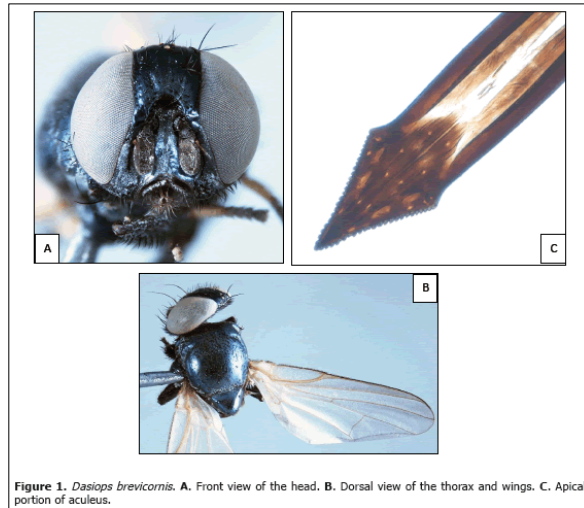 A
C
B
Figure 1. Dasiops brevicornis. A. Front view of the head. B. Dorsal view of the thorax and wings. C. Apical
portion of aculeus.